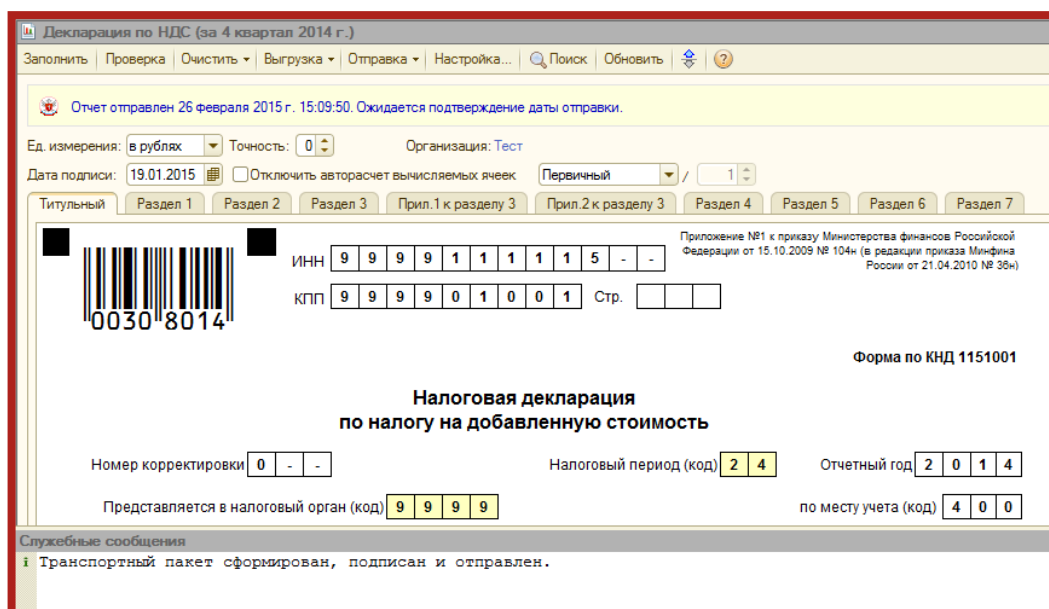 Декларация по НДС (за 4 квартал 2014 г.)
Заполнить Проверка Очистить Выгрузка Отправка Настройка... Поиск Обновить
Отчет отправлен 26 февраля 2015 г. 15:09:50. Ожидается подтверждение даты отправки.
Ед. измерения: в рублях Точность: 0 Организация: Тест
Дата подписи: 19.01.2015 Отключить авторасчет вычисляемых ячеек Первичный / 1
Титульный Раздел 1 Раздел 2 Раздел 3 Прил.1 к разделу 3 Прил.2 к разделу 3 Раздел 4 Раздел 5 Раздел 6 Раздел 7
Приложение №1 к приказу Министерства финансов Российской
Федерации от 15.10.2009 № 104н (в редакции приказа Минфина
России от 21.04.2010 № 36н)
ИНН 9 9 9 9 1 1 1 1 1 5 - -
КПП 9 9 9 9 0 1 0 0 1 Стр.
0030 8014
Форма по КНД 1151001
Налоговая декларация
по налогу на добавленную стоимость
Номер корректировки 0 - - Налоговый период (код) 2 4 Отчетный год 2 0 1 4
Представляется в налоговый орган (код) 9 9 9 9 по месту учета (код) 4 0 0
Служебные сообщения
Транспортный пакет сформирован, подписан и отправлен.